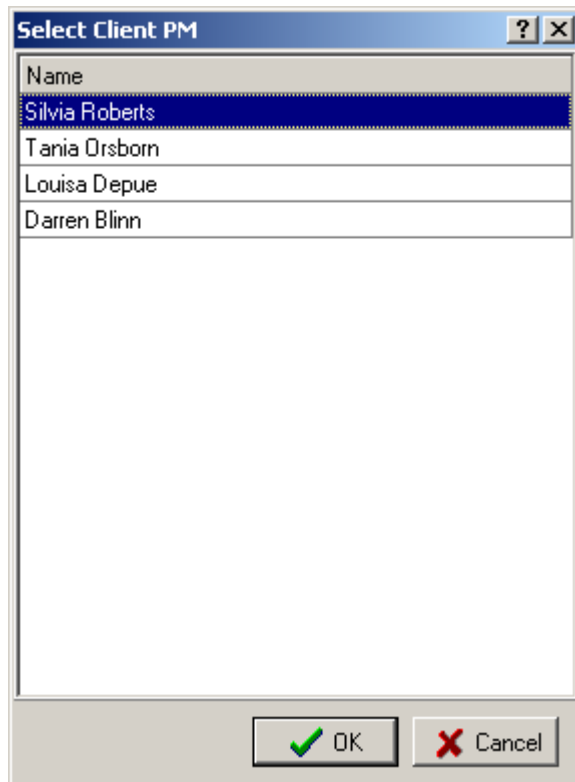 Select Client PM
Name
Silvia Roberts
Tania Orsborn
Louisa Depue
Darren Blinn
OK Cancel